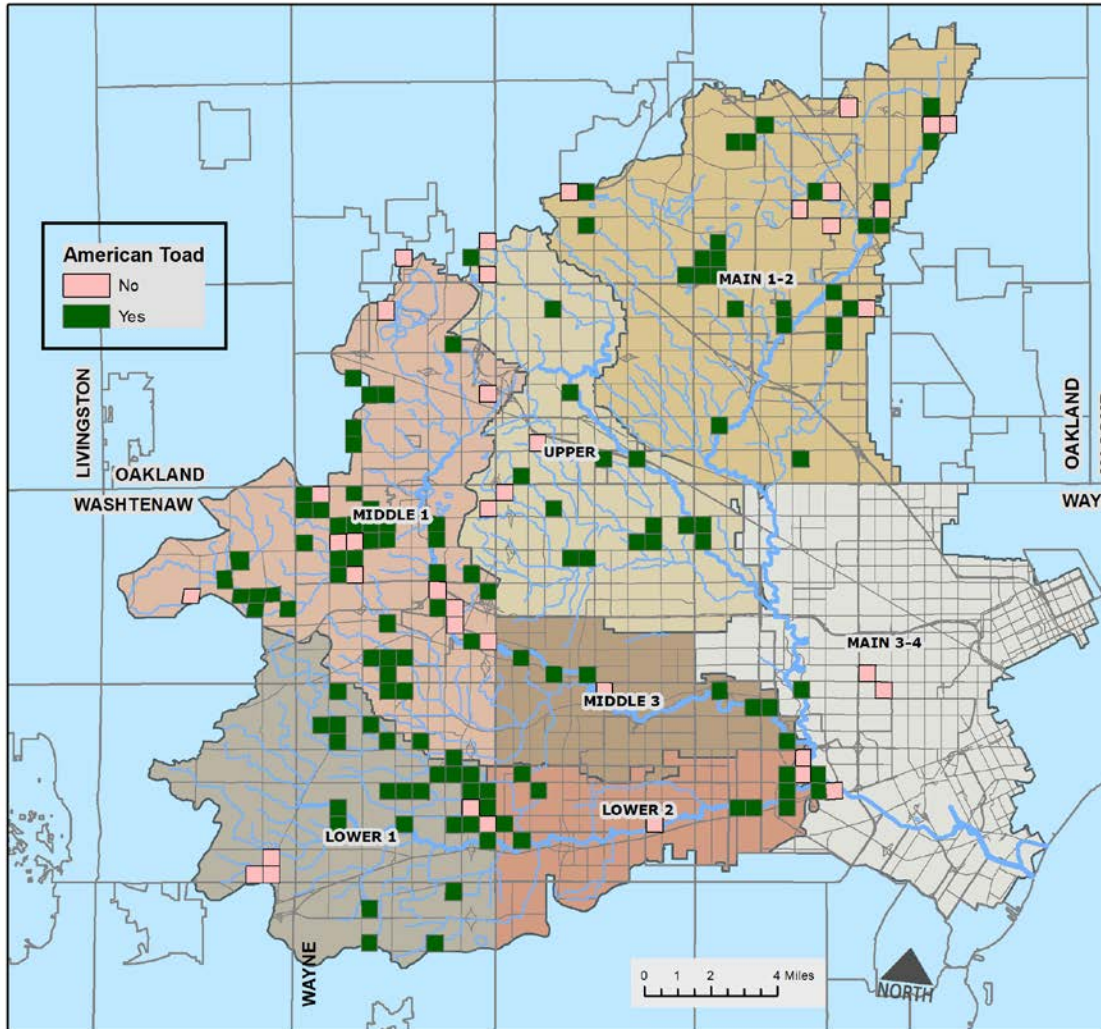 American Toad
No
Yes
MAIN 1-2
LIVINGSTON
OAKLAND
UPPER
OAKLAND
WASHTENAW
WAY
MIDDLE 1
MAIN 3-4
MIDDLE 3
LOWER 2
LOWER 1
WAYNE
0 1 2 4 Miles
NORTH